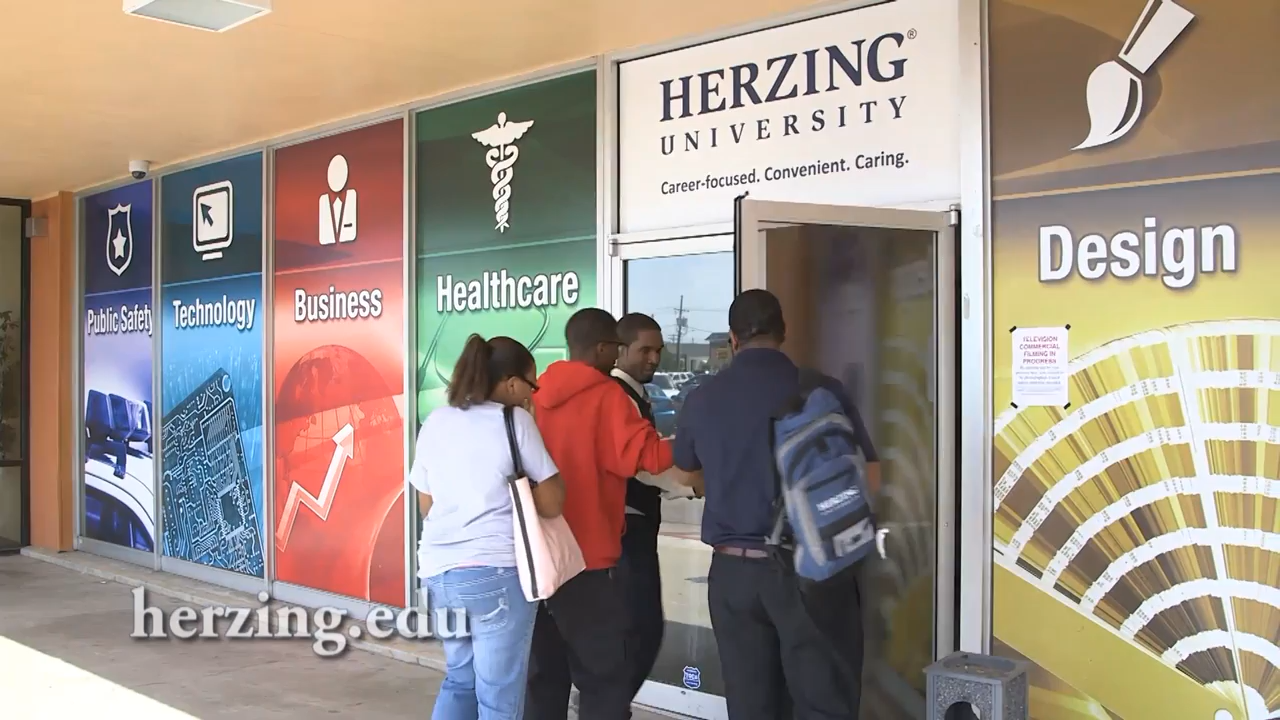 HERZING®
UNIVERSITY
Career-focused. Convenient. Caring.
Public Safety
Technology
Business
Healthcare
Design
TELEVISION
COMMERCIAL
FILMING IN
PROGRESS
HERZING
herzing.edu